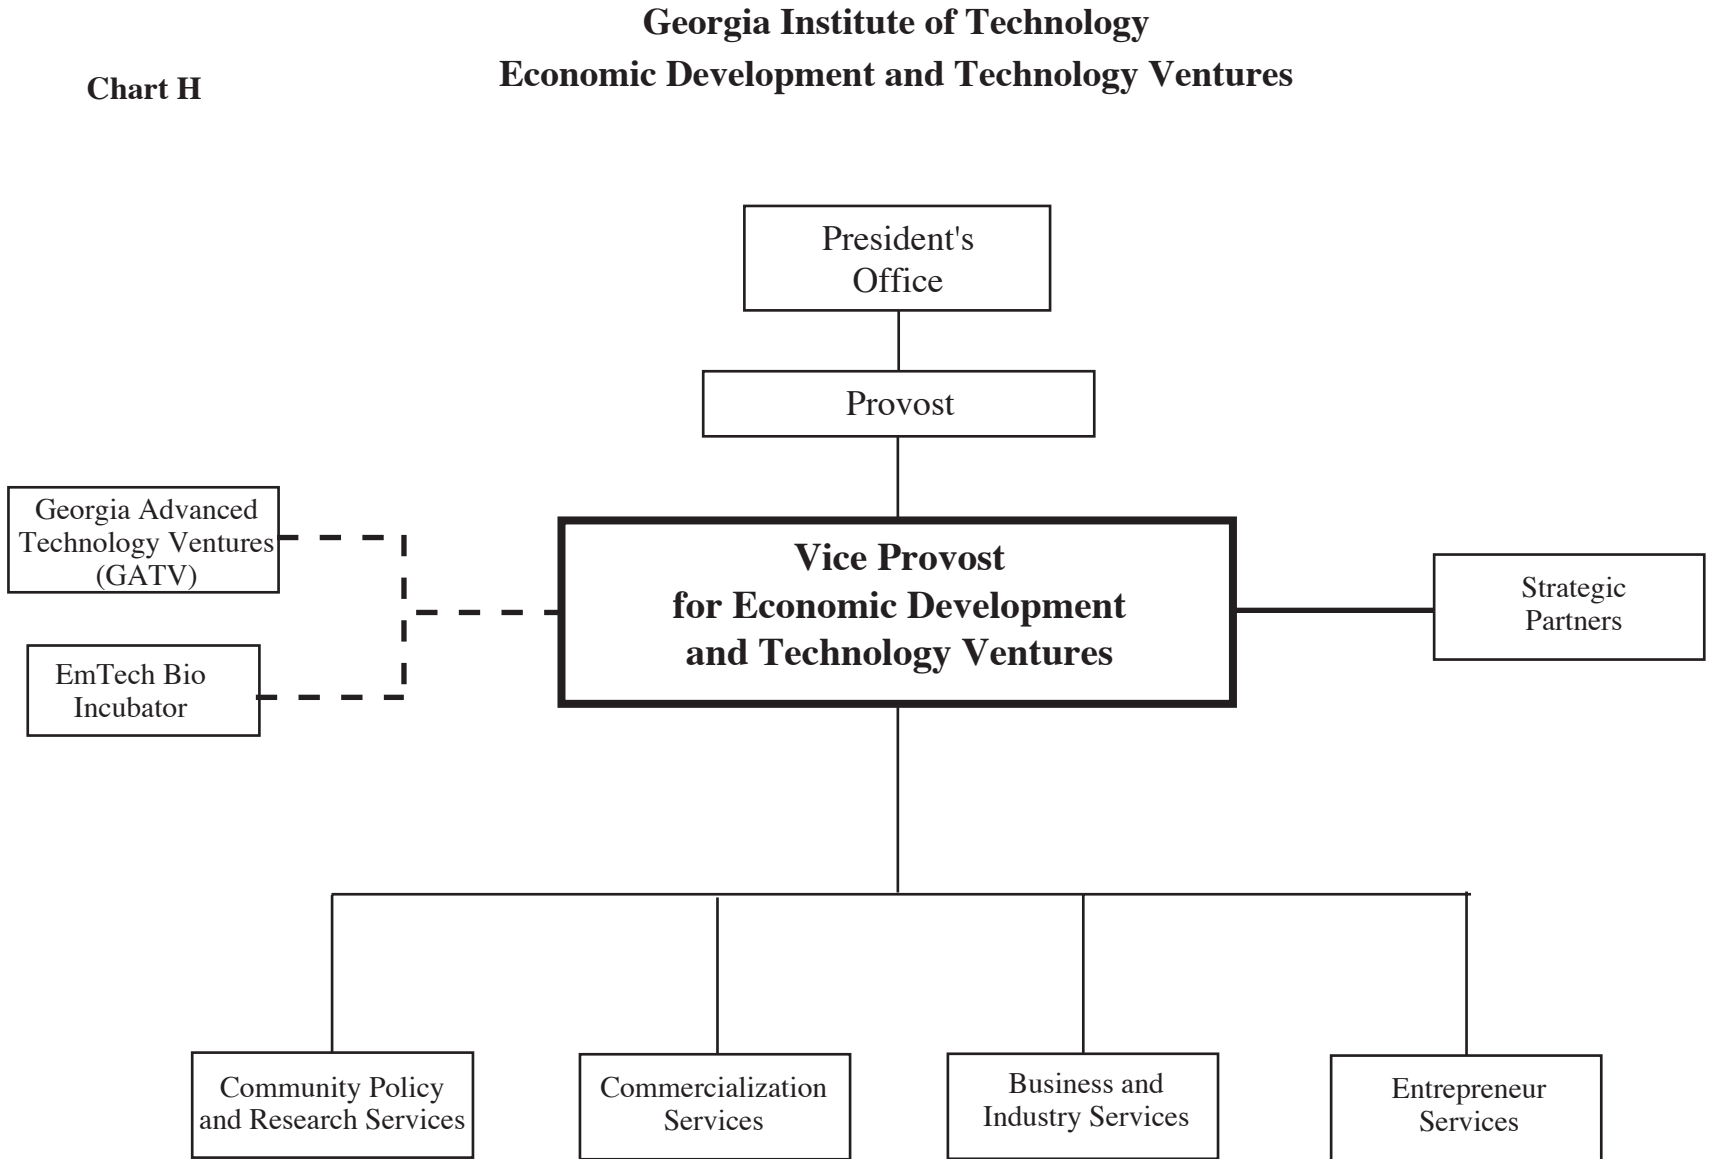 Georgia Institute of Technology
Economic Development and Technology Ventures
Chart H
President's
Office
Provost
Georgia Advanced
Technology Ventures
(GATV)
EmTech Bio
Incubator
Vice Provost
for Economic Development
and Technology Ventures
Strategic
Partners
Community Policy
and Research Services
Commercialization
Services
Business and
Industry Services
Entrepreneur
Services